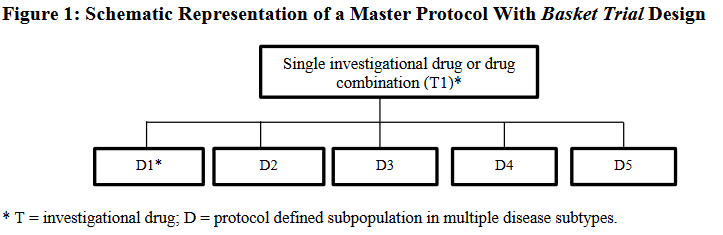 Figure 1: Schematic Representation of a Master Protocol With Basket Trial Design
Single investigational drug or drug
combination (T1)*
D1*
D2
D3
D4
D5
* T = investigational drug; D = protocol defined subpopulation in multiple disease subtypes.